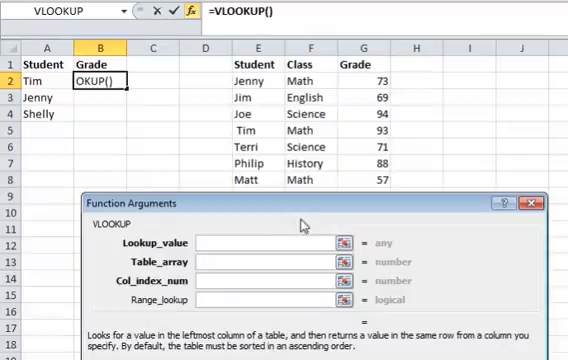 VLOOKUP =VLOOKUP()
A B C D E F G H I J
1 Student Grade Student Class Grade
2 Tim OKUP() Jenny Math 73
3 Jenny Jim English 69
4 Shelly Joe Science 94
5 Tim Math 93
6 Terri Science 71
7 Philip History 88
8 Matt Math 57
9
10 Function Arguments
11 VLOOKUP
12 Lookup_value = any
13 Table_array = number
14 Col_index_num = number
15 Range_lookup = logical
16 =
17 Looks for a value in the leftmost column of a table, and then returns a value in the same row from a column you
18 specify. By default, the table must be sorted in an ascending order.